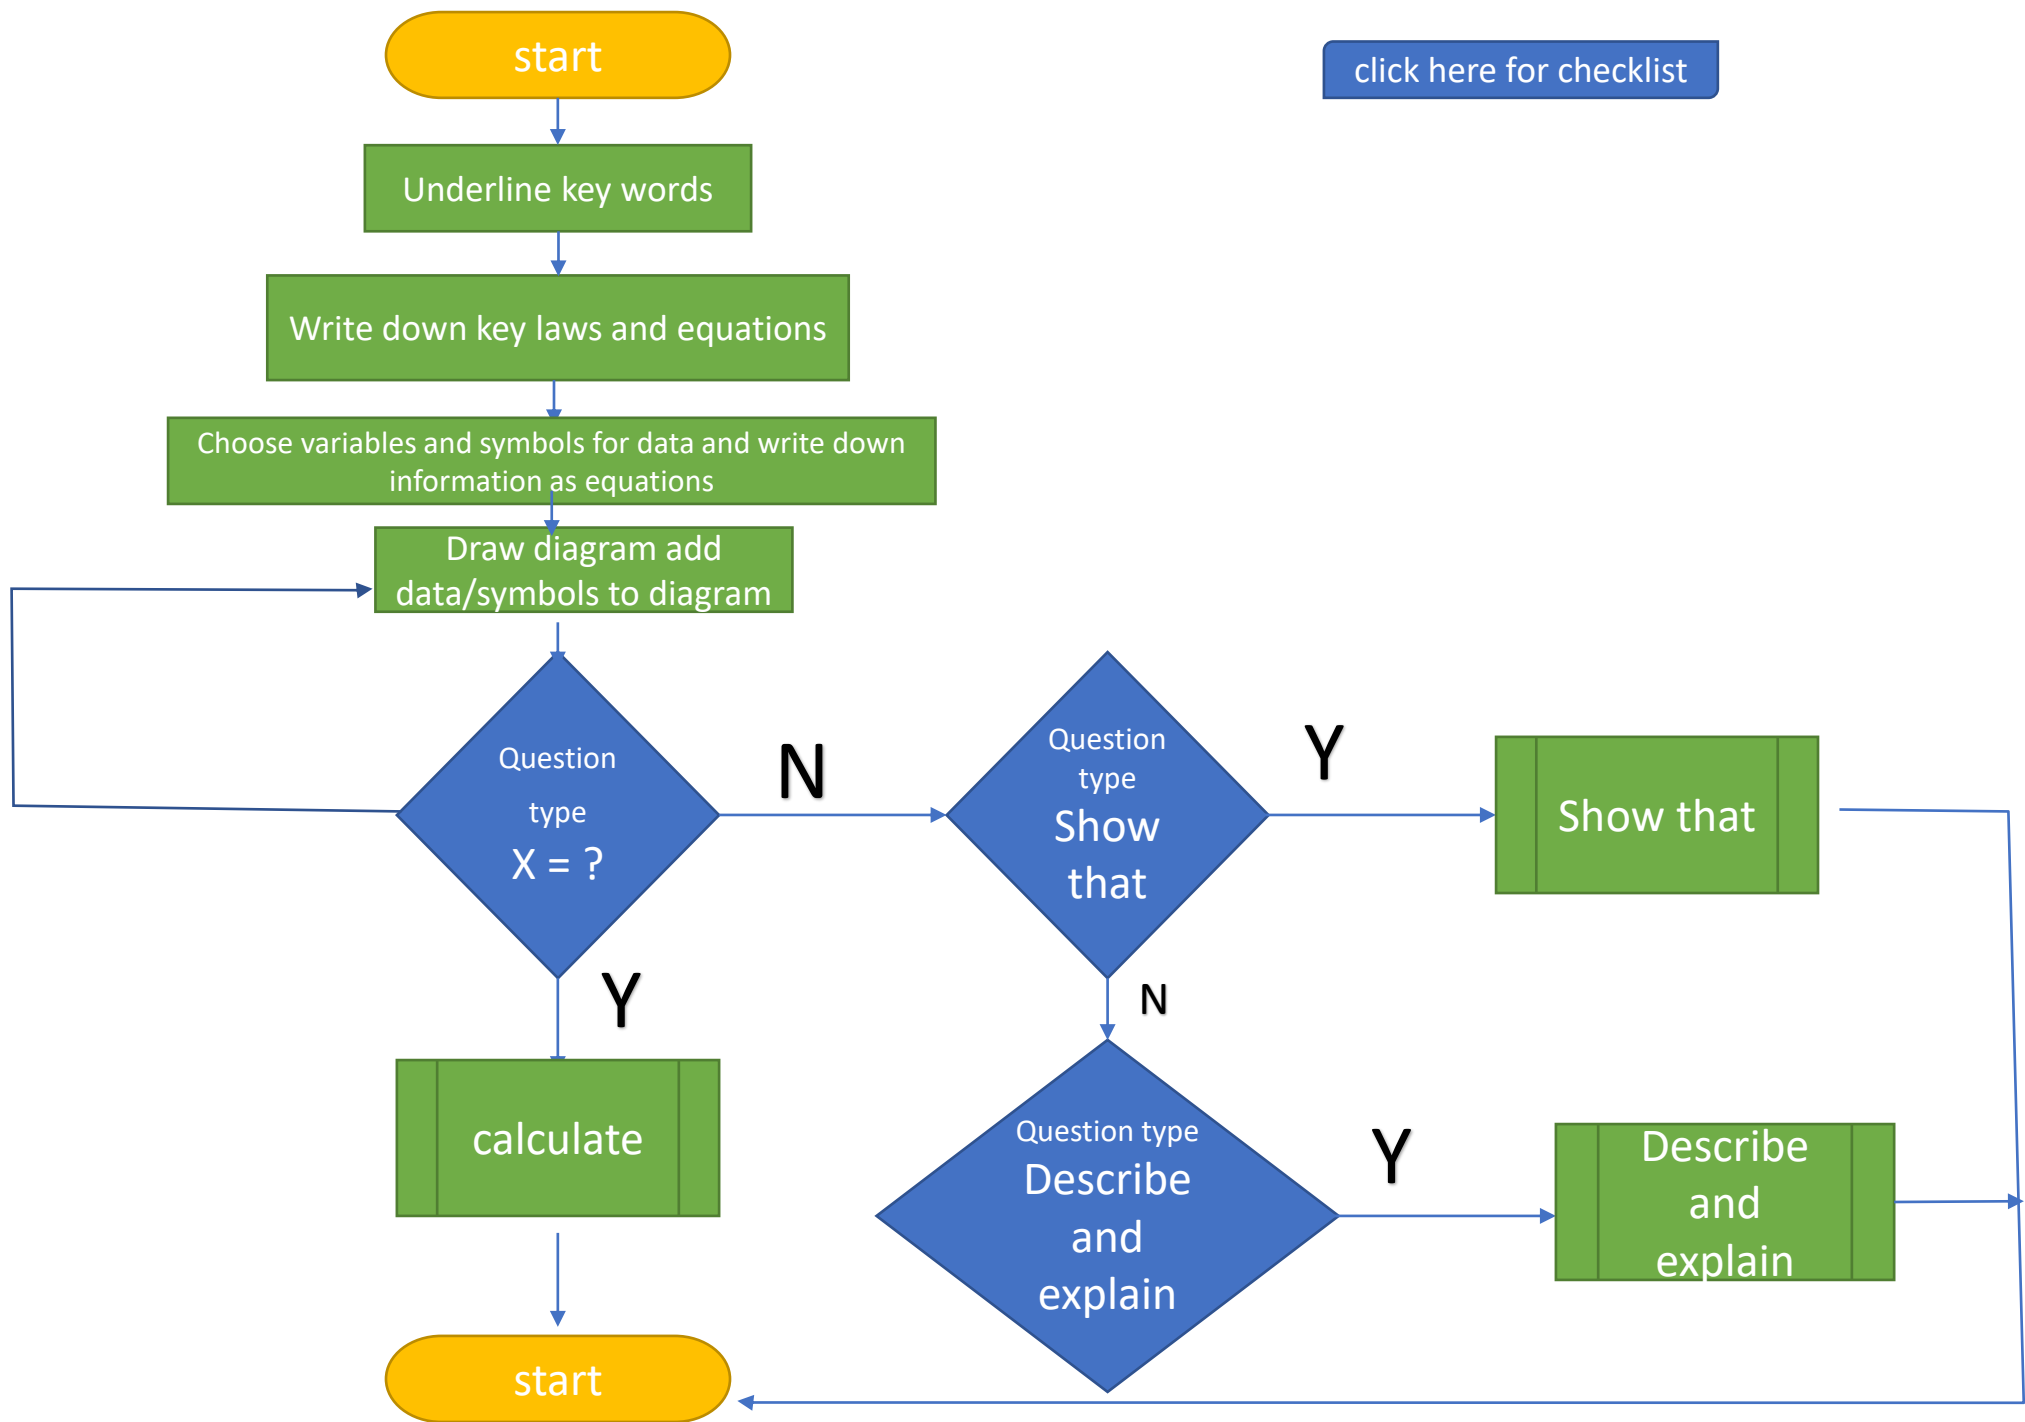 start
click here for checklist
Underline key words
Write down key laws and equations
Choose variables and symbols for data and write down
information as equations
Draw diagram add
data/symbols to diagram
Question
type
X = ?
N
Question
type
Show
that
Y
Show that
Y
N
calculate
Question type
Describe
and
explain
Y
Describe
and
explain
start